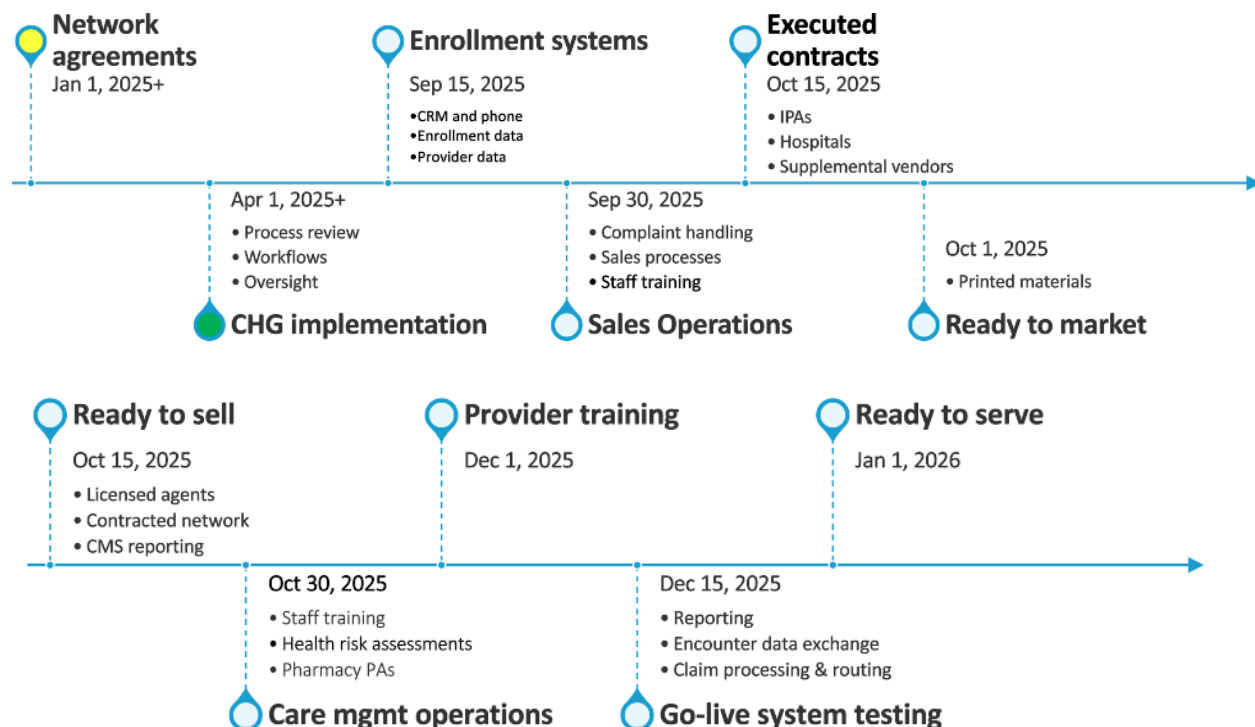 Network
agreements
Jan 1, 2025+
Enrollment systems
Sep 15, 2025
•CRM and phone
•Enrollment data
•Provider data
Executed
contracts
Oct 15, 2025
• IPAs
• Hospitals
• Supplemental vendors
Apr 1, 2025+
• Process review
• Workflows
• Oversight
CHG implementation
Sep 30, 2025
• Complaint handling
• Sales processes
• Staff training
Sales Operations
Oct 1, 2025
• Printed materials
Ready to market
Ready to sell
Oct 15, 2025
• Licensed agents
• Contracted network
• CMS reporting
Provider training
Dec 1, 2025
Ready to serve
Jan 1, 2026
Oct 30, 2025
• Staff training
• Health risk assessments
• Pharmacy PAs
Care mgmt operations
Dec 15, 2025
• Reporting
• Encounter data exchange
• Claim processing & routing
Go-live system testing